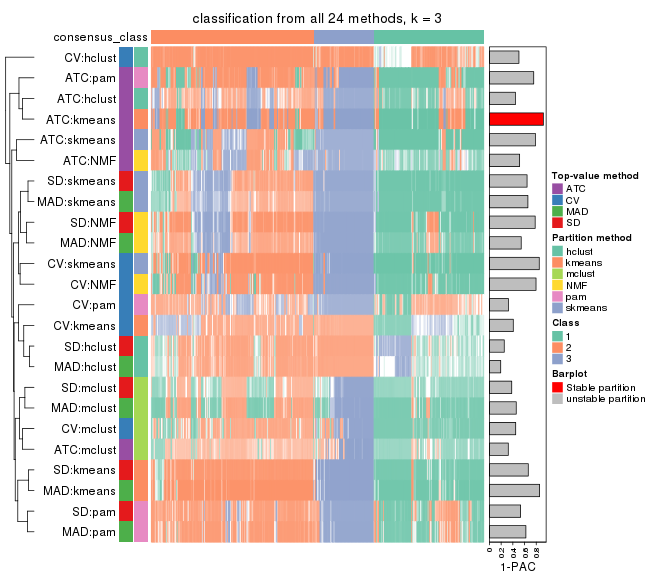 classification from all 24 methods, k = 3
consensus_class
CV:hclust
ATC:pam
ATC:hclust
ATC:kmeans
ATC:skmeans
ATC:NMF
SD:skmeans
MAD:skmeans
SD:NMF
MAD:NMF
CV:skmeans
CV:NMF
CV:pam
CV:kmeans
SD:hclust
MAD:hclust
SD:mclust
MAD:mclust
CV:mclust
ATC:mclust
SD:kmeans
MAD:kmeans
SD:pam
MAD:pam
0 0.2 0.4 0.6 0.8
1-PAC
Top-value method
ATC
CV
MAD
SD
Partition method
hclust
kmeans
mclust
NMF
pam
skmeans
Class
1
2
3
Barplot
Stable partition
unstable partition